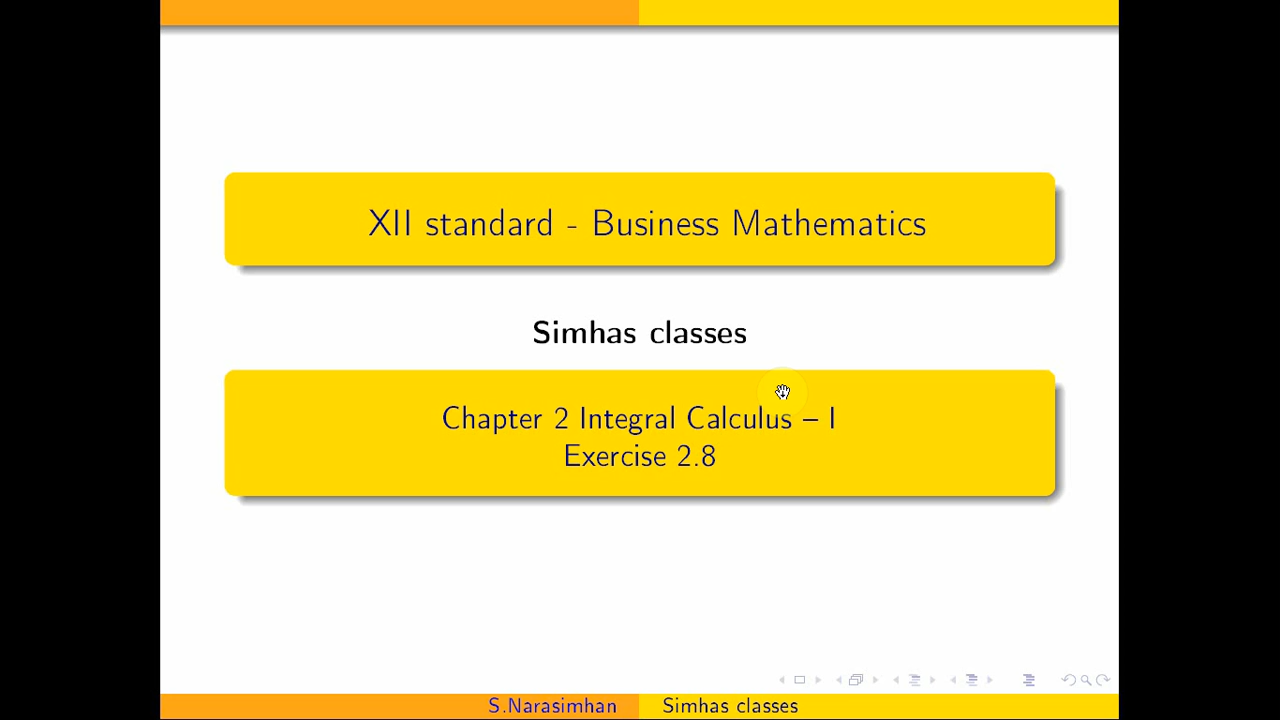 XII standard - Business Mathematics
Simhas classes
Chapter 2 Integral Calculus – I
Exercise 2.8
S.Narasimhan
Simhas classes